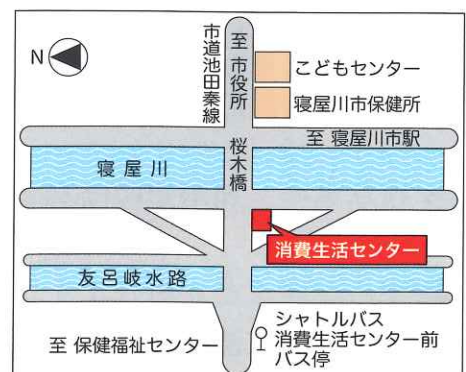 N
市道池田秦線
至 市役所
こどもセンター
寝屋川市保健所
至 寝屋川市駅
桜木橋
寝屋川
消費生活センター
友呂岐水路
シャトルバス
消費生活センター前
バス停
至 保健福祉センター